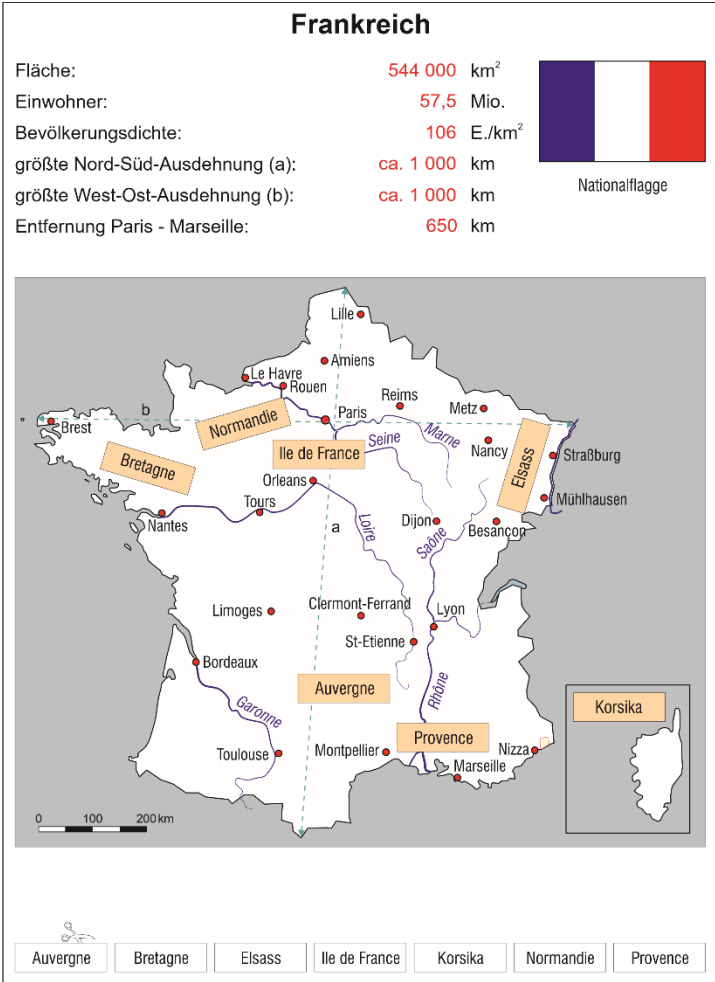 Frankreich
Fläche: 544 000 km²
Einwohner: 57,5 Mio.
Bevölkerungsdichte: 106 E./km²
größte Nord-Süd-Ausdehnung (a): ca. 1 000 km
größte West-Ost-Ausdehnung (b): ca. 1 000 km
Entfernung Paris - Marseille: 650 km
Nationalflagge
Lille
Amiens
Le Havre
Rouen
Reims
Metz
b
Paris
Brest
Normandie
Seine
Marne
Nancy
Ile de France
Elsass
Straßburg
Bretagne
Orleans
Mühlhausen
Tours
Nantes
a
Loire
Dijon
Saône
Besançon
Limoges
Clermont-Ferrand
Lyon
St-Etienne
Bordeaux
Auvergne
Rhône
Korsika
Garonne
Provence
Toulouse
Montpellier
Nizza
Marseille
0 100 200 km
Auvergne Bretagne Elsass Ile de France Korsika Normandie Provence